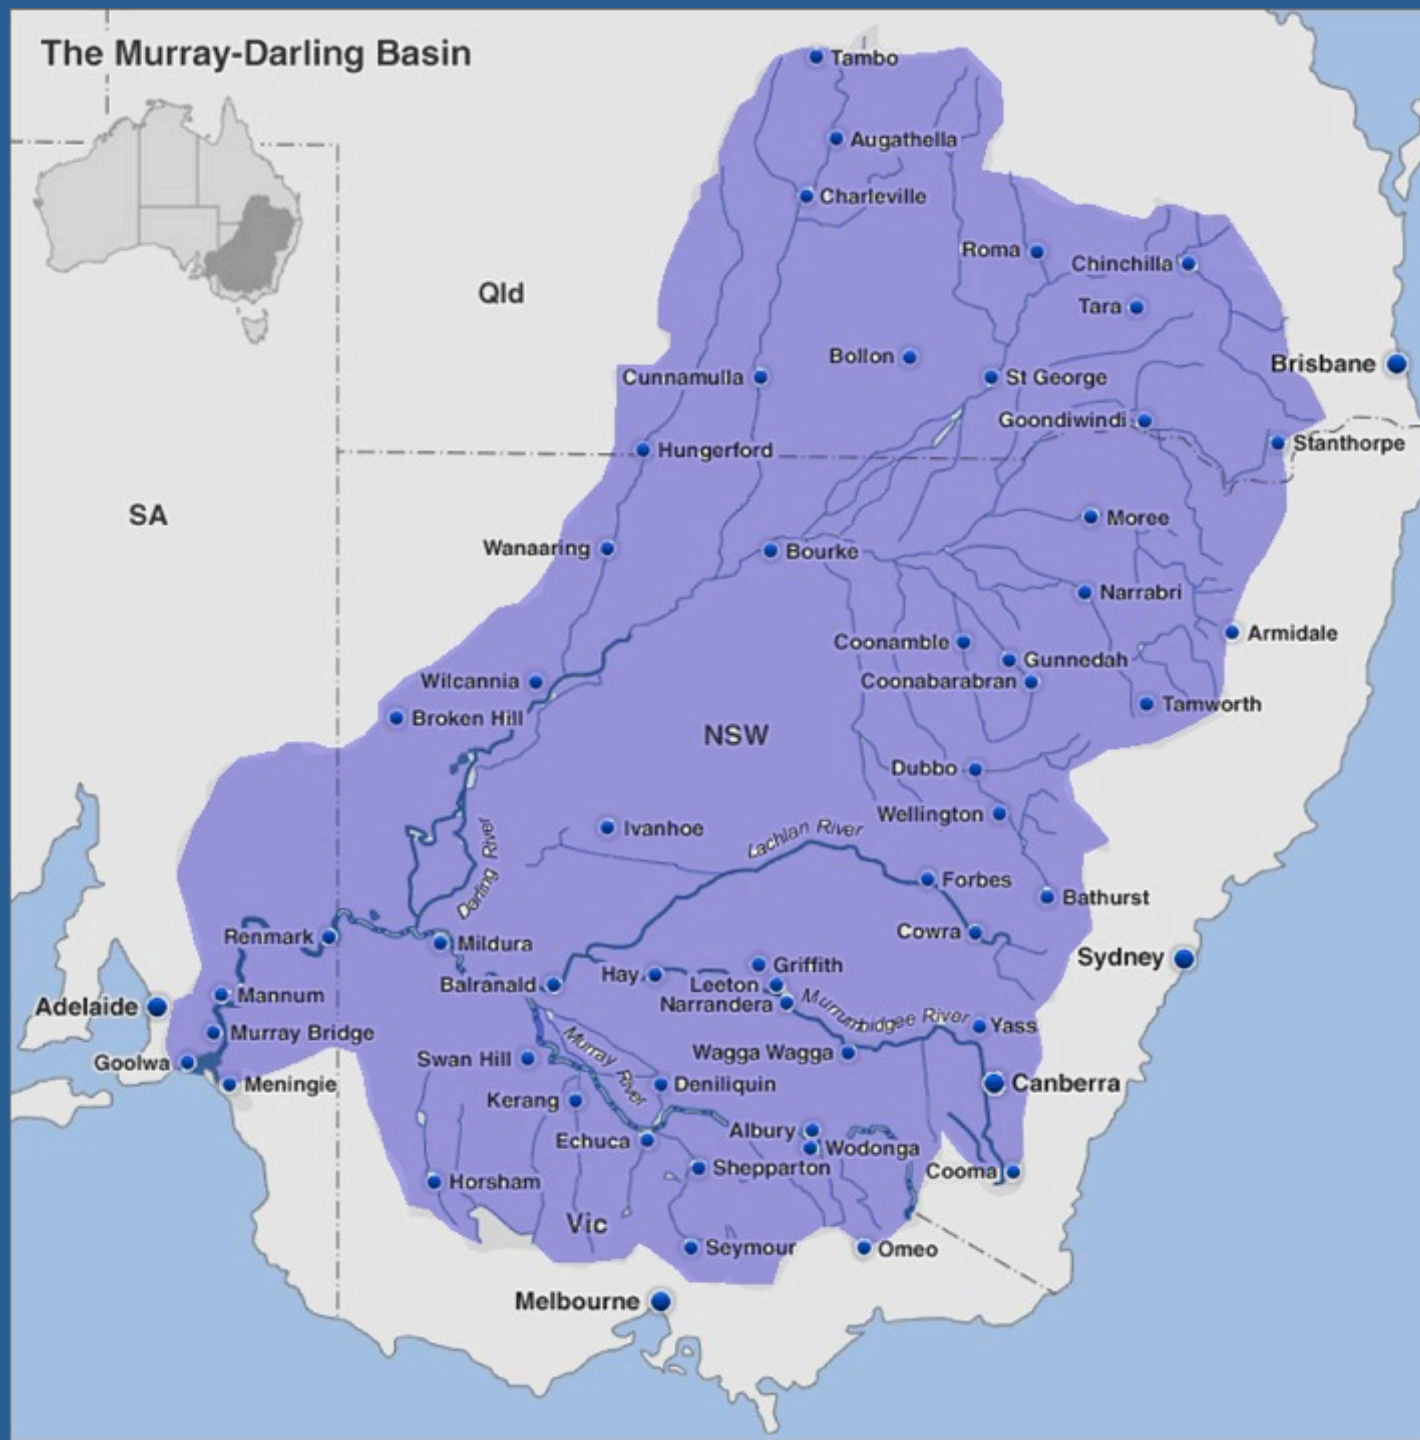 The Murray-Darling Basin
Tambo
Augathella
Charleville
Roma
Chinchilla
Qld
Tara
Bollon
Brisbane
Cunnamulla
St George
Goondiwindi
Stanthorpe
Hungerford
SA
Moree
Wanaaring
Bourke
Narrabri
Armidale
Coonamble
Gunnedah
Wilcannia
Coonabarabran
Tamworth
Broken Hill
NSW
Dubbo
Wellington
Ivanhoe
Lachlan River
Darling River
Forbes
Bathurst
Cowra
Renmark
Mildura
Sydney
Griffith
Hay
Balranald
Leeton
Mannum
Narrandera
Adelaide
Murrumbidgee River
Yass
Murray Bridge
Wagga Wagga
Swan Hill
Murray River
Goolwa
Meningie
Deniliquin
Canberra
Kerang
Albury
Echuca
Wodonga
Shepparton
Cooma
Horsham
Vic
Seymour
Omeo
Melbourne